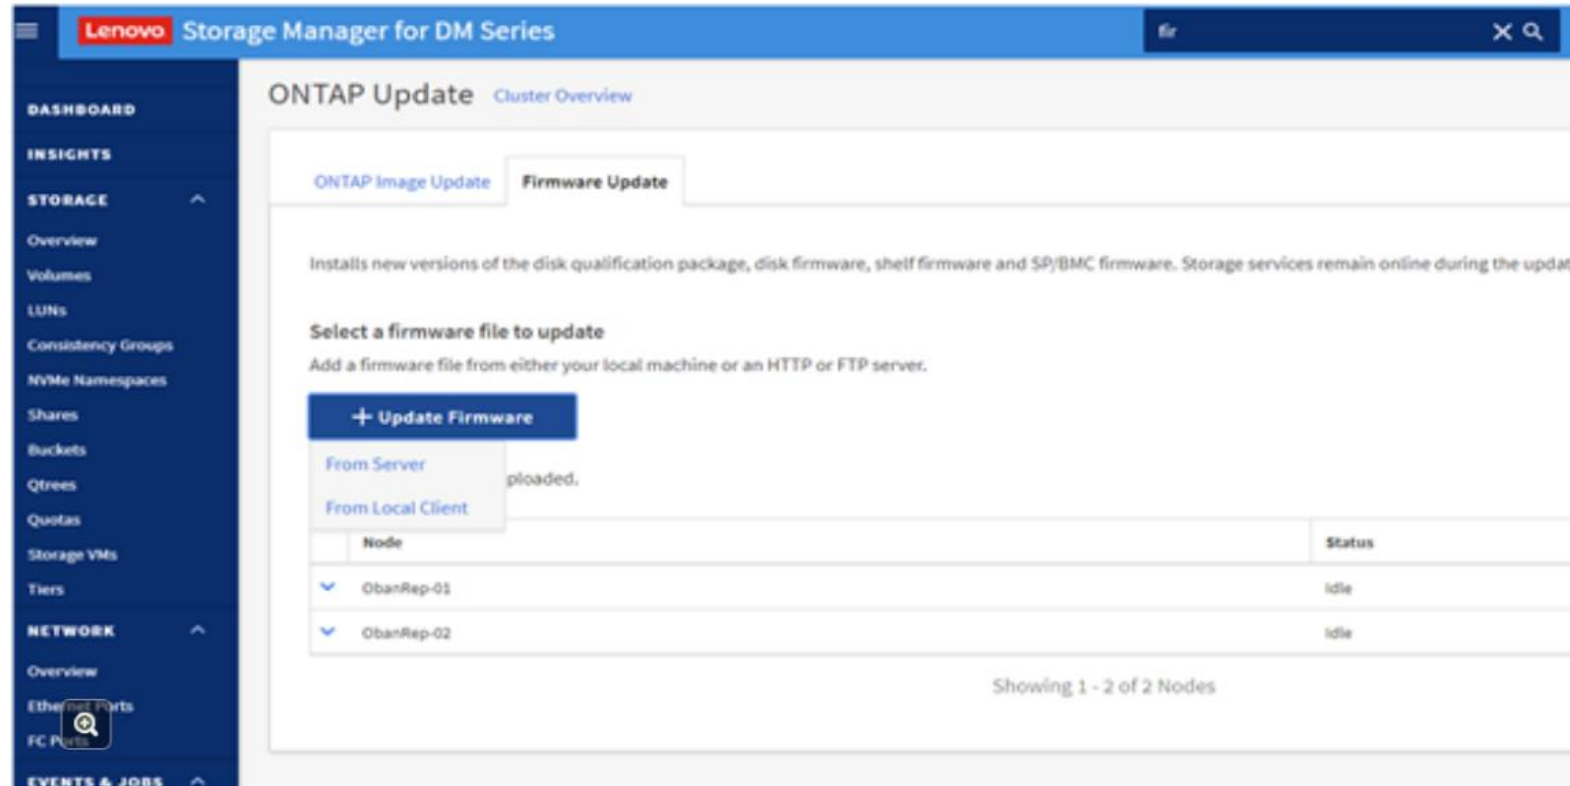 Lenovo Storage Manager for DM Series
fir
DASHBOARD
INSIGHTS
STORAGE
Overview
Volumes
LUNs
Consistency Groups
NVMe Namespaces
Shares
Buckets
Qtrees
Quotas
Storage VMs
Tiers
NETWORK
Overview
Ethernet Ports
FC Ports
EVENTS & JOBS
ONTAP Update Cluster Overview
ONTAP Image Update Firmware Update
Installs new versions of the disk qualification package, disk firmware, shelf firmware and SP/BMC firmware. Storage services remain online during the updat
Select a firmware file to update
Add a firmware file from either your local machine or an HTTP or FTP server.
+ Update Firmware
From Server
ploaded.
From Local Client
Node Status
ObanRep-01 Idle
ObanRep-02 Idle
Showing 1 - 2 of 2 Nodes